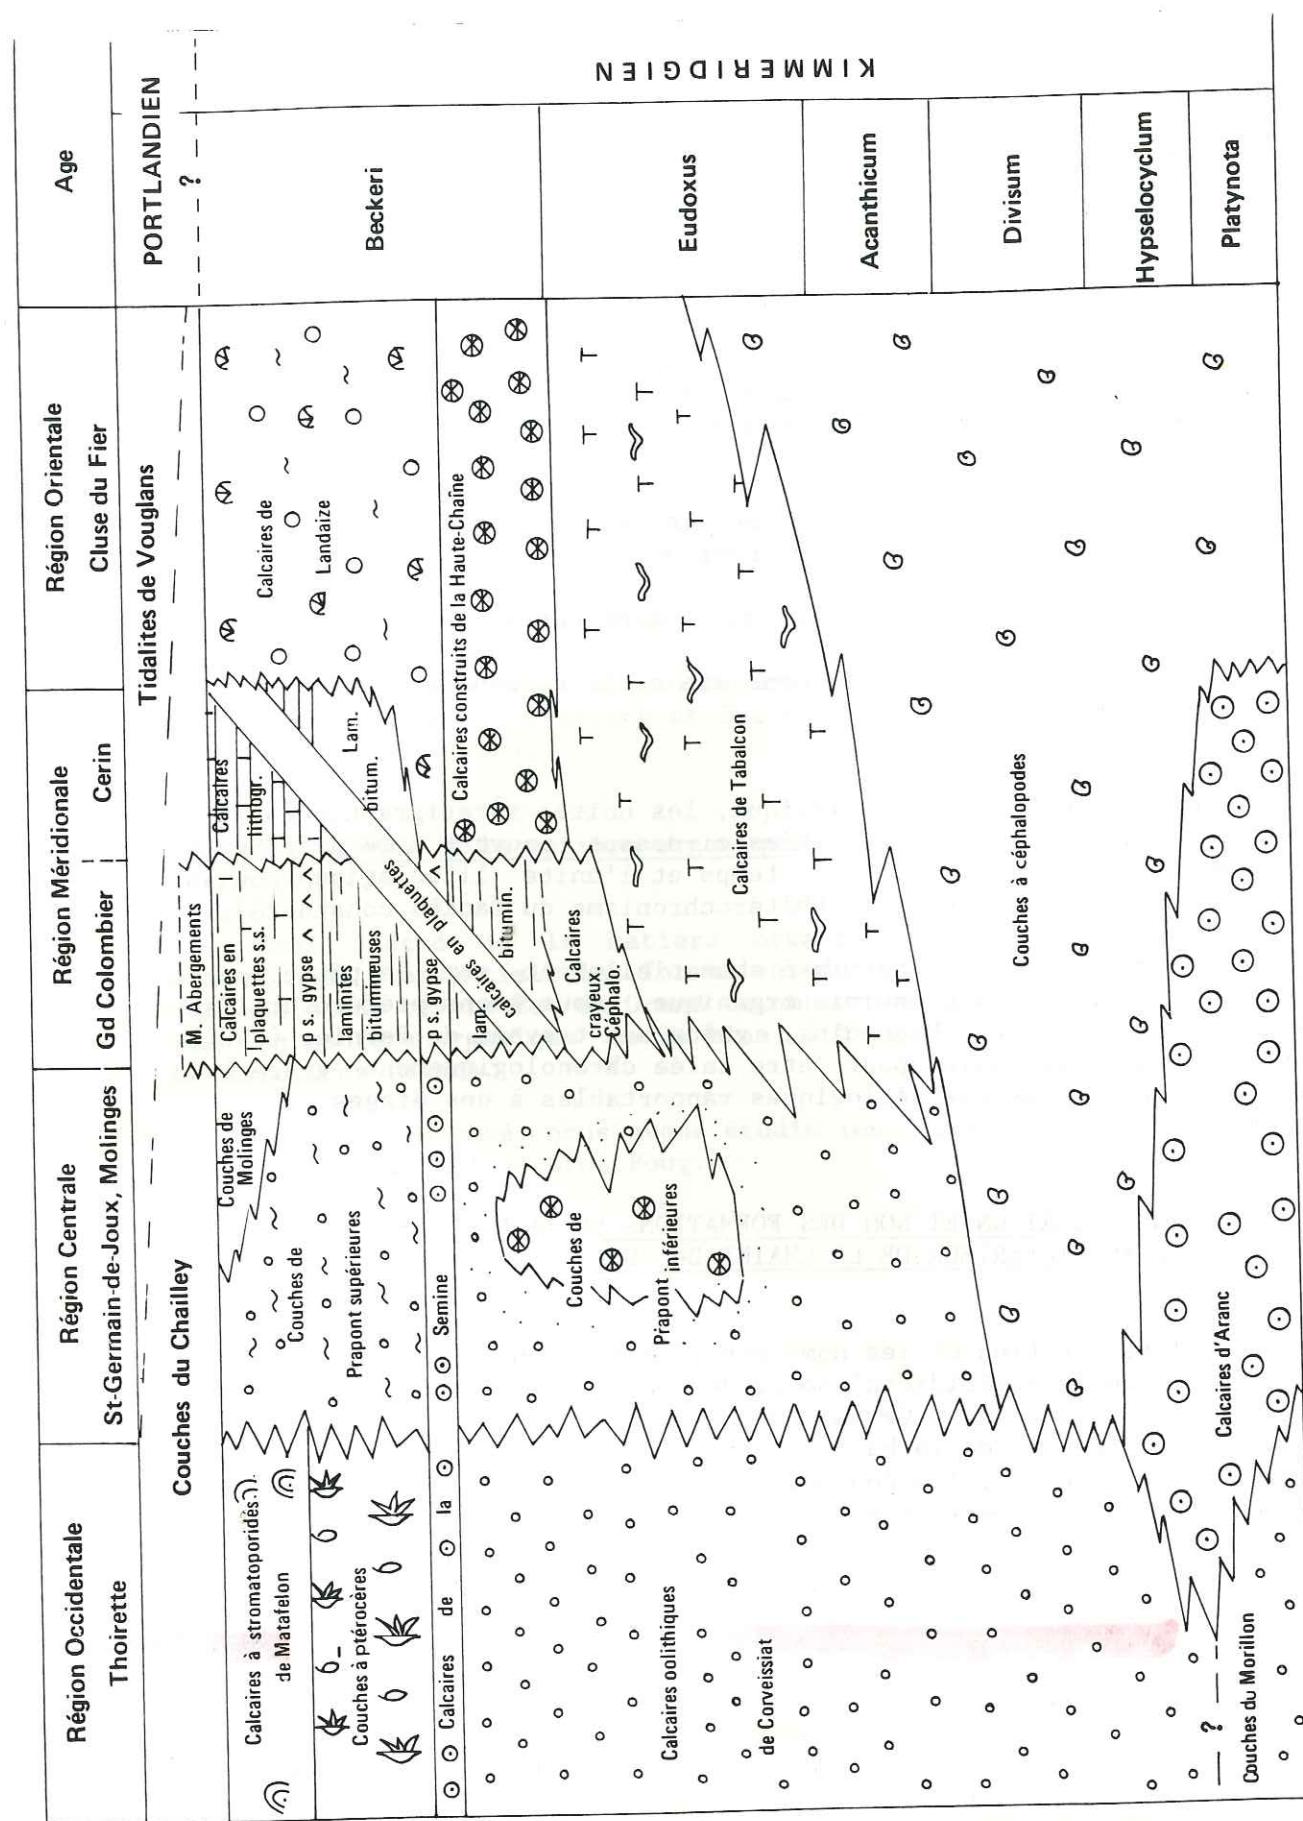 Région Occidentale
Thoirette
Région Centrale
St-Germain-de-Joux, Molinges
Région Méridionale
Gd Colombier
Cerin
Région Orientale
Cluse du Fier
Age
Couches du Chailley
Tidalites de Vouglans
PORTLANDIEN
?
KIMMERIDGIEN
Calcaires à stromatoporidés
de Matafelon
Couches à ptérocères
Calcaires de la Semine
Calcaires oolithiques
de Corveissiat
?
Couches du Morillon
Couches de
Molinges
Couches de
Prapont supérieures
Couches de
Prapont inférieures
Calcaires d'Aranc
M. Abergements
Calcaires en
plaquettes s.s.
p s. gypse
laminites
bitumineuses
p s. gypse
lam.
bitumin.
calcaires en plaquettes
Calcaires
crayeux
Céphalo.
Calcaires
lithogr.
Lam.
bitum.
Calcaires de
Landaize
Calcaires construits de la Haute-Chaîne
Calcaires de Tabalcon
Couches à céphalopodes
Beckeri
Eudoxus
Acanthicum
Divisum
Hypselocyclum
Platynota